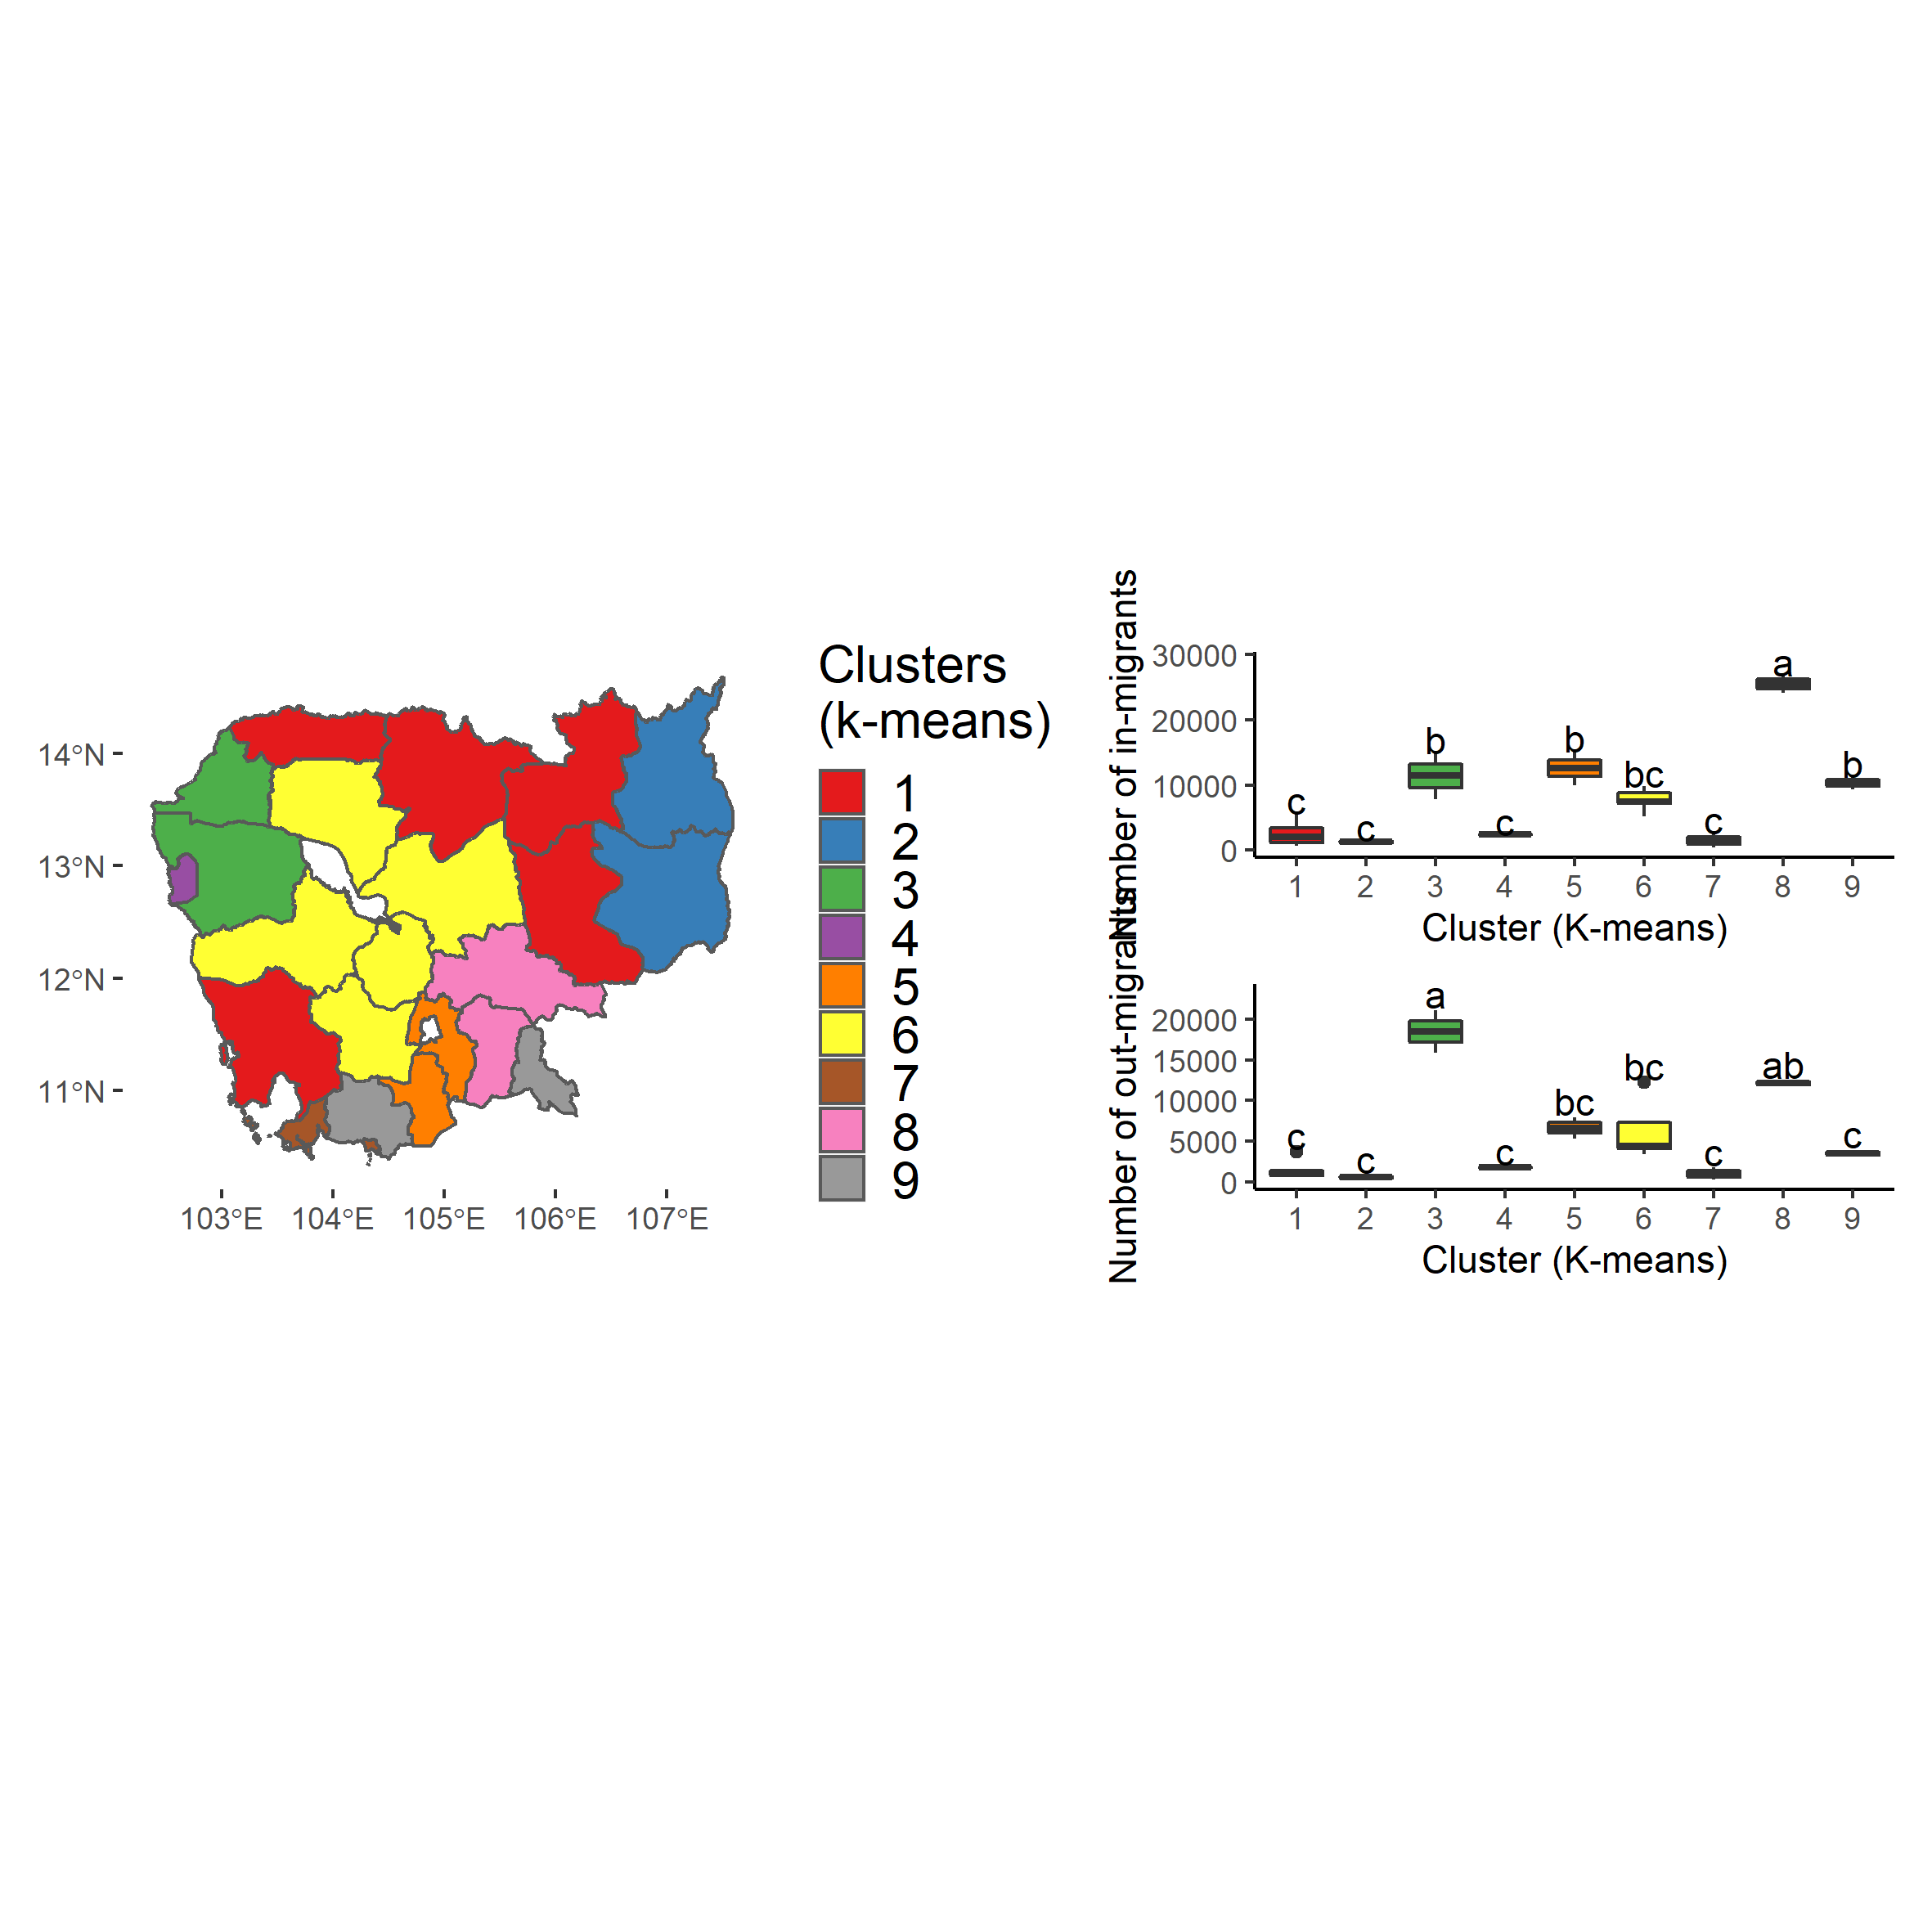 14°N
13°N
12°N
11°N
103°E 104°E 105°E 106°E 107°E
Clusters
(k-means)
1
2
3
4
5
6
7
8
9
Number of in-migrants
30000
20000
10000
0
c c b c b bc c a b
1 2 3 4 5 6 7 8 9
Cluster (K-means)
Number of out-migrants
20000
15000
10000
5000
0
c c a c bc bc c ab c
1 2 3 4 5 6 7 8 9
Cluster (K-means)